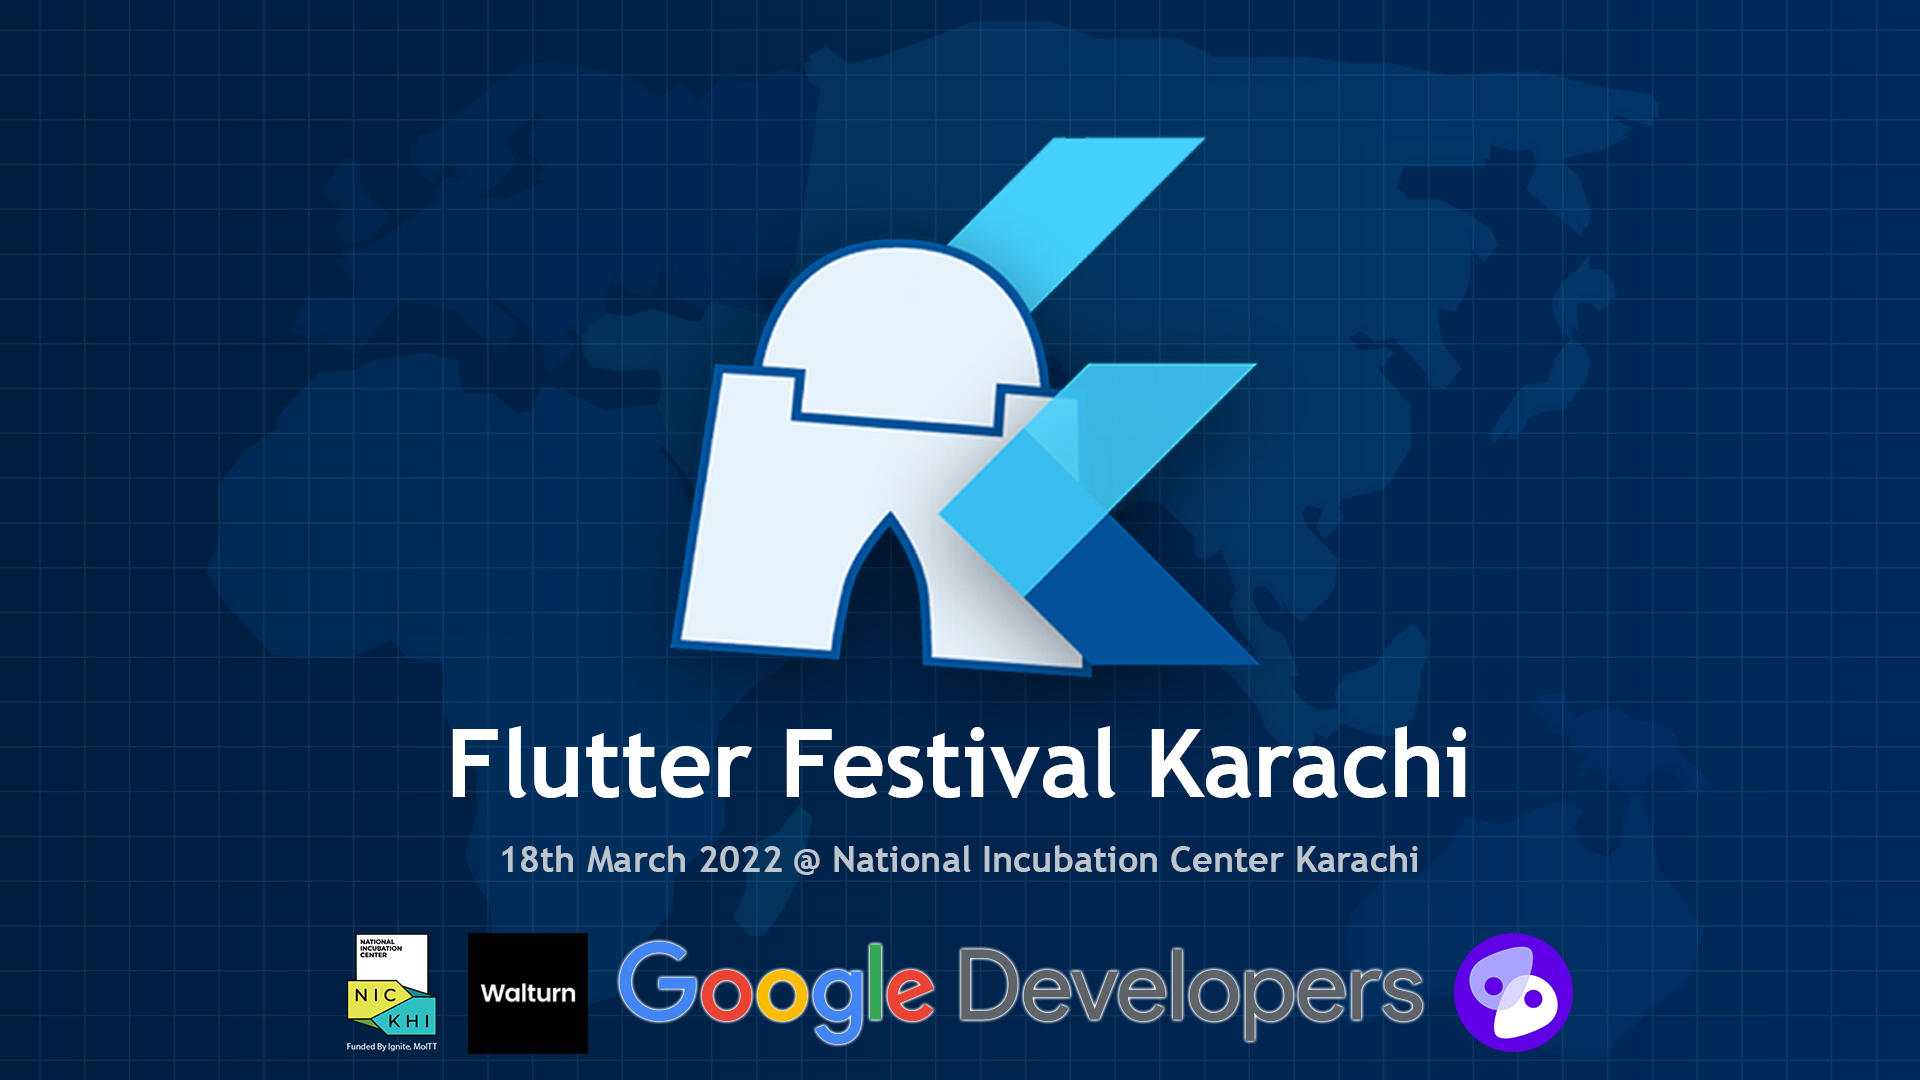 Flutter Festival Karachi
18th March 2022 @ National Incubation Center Karachi
NATIONAL
INCUBATION
CENTER
NIC
KHI
Funded By Ignite, MoITT
Walturn
Google Developers